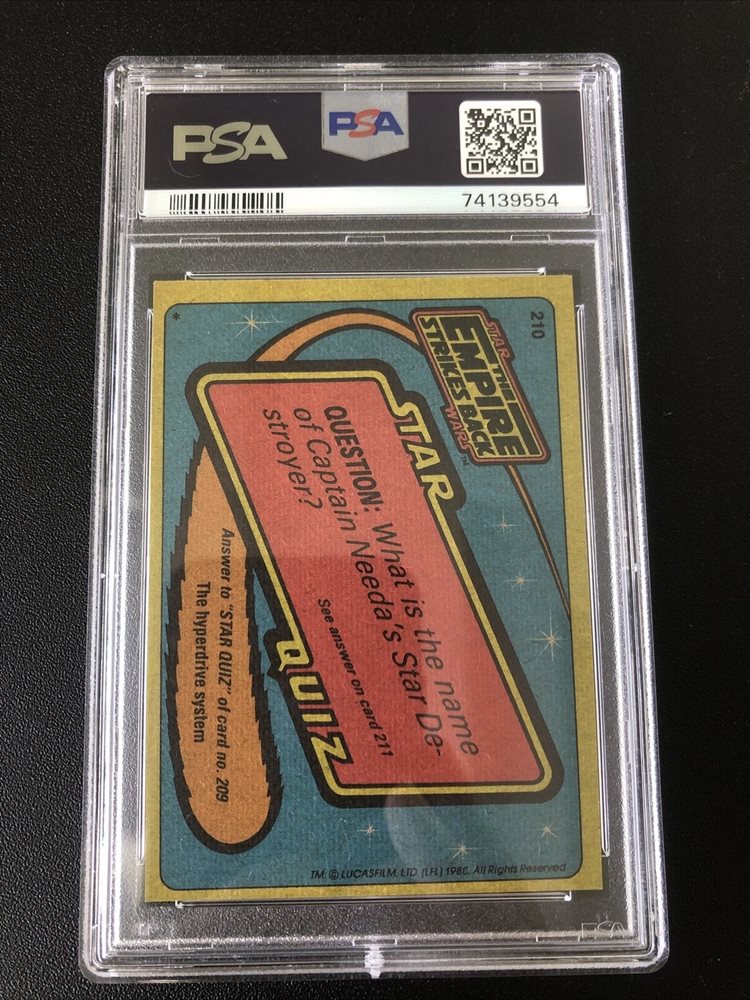 PSA
PSA
74139554
210
STAR
THE
EMPIRE
STRIKES BACK
WARS™
STAR
QUESTION: What is the name
of Captain Needa's Star De-
stroyer?
See answer on card 211
QUIZ
Answer to "STAR QUIZ" of card no. 209
The hyperdrive system
*
TM: © LUCASFILM, LTD. (LFL) 1980. All Rights Reserved
PSA